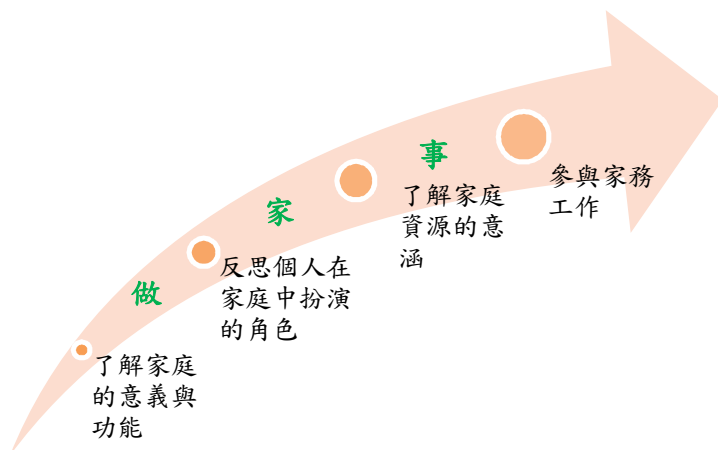 做
家
事
了解家庭
的意義與
功能
反思個人在
家庭中扮演
的角色
了解家庭
資源的意
涵
參與家務
工作